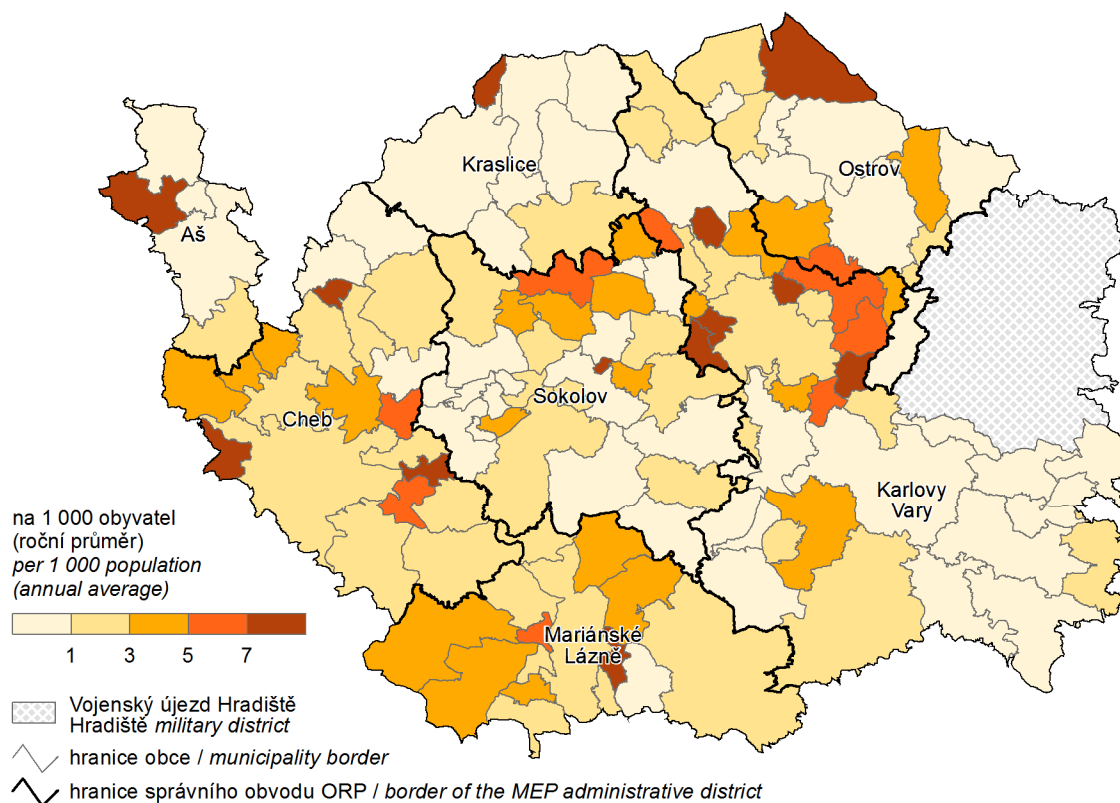 Kraslice
Ostrov
Aš
Cheb
Sokolov
Karlovy
Vary
Mariánské
Lázně
na 1 000 obyvatel
(roční průměr)
per 1 000 population
(annual average)
1 3 5 7
Vojenský újezd Hradiště
Hradiště military district
hranice obce / municipality border
hranice správního obvodu ORP / border of the MEP administrative district